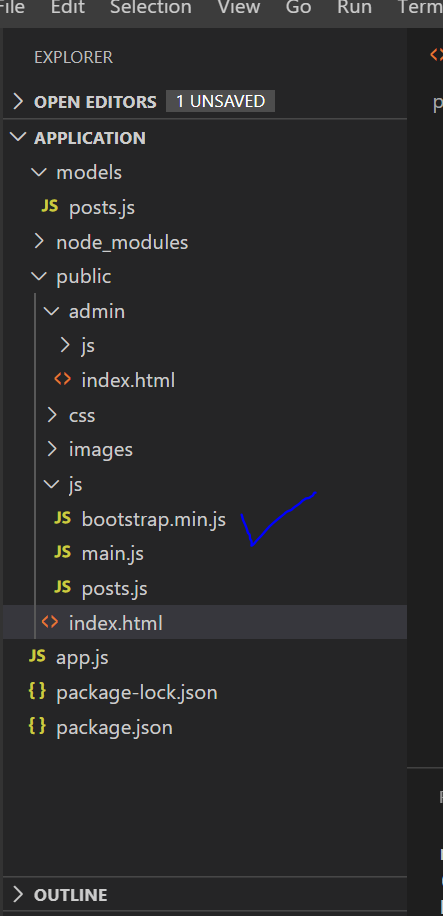 File Edit Selection View Go Run Term
EXPLORER
OPEN EDITORS 1 UNSAVED
APPLICATION
models
JS posts.js
node_modules
public
admin
js
<> index.html
css
images
js
JS bootstrap.min.js
JS main.js
JS posts.js
<> index.html
JS app.js
{} package-lock.json
{} package.json
OUTLINE